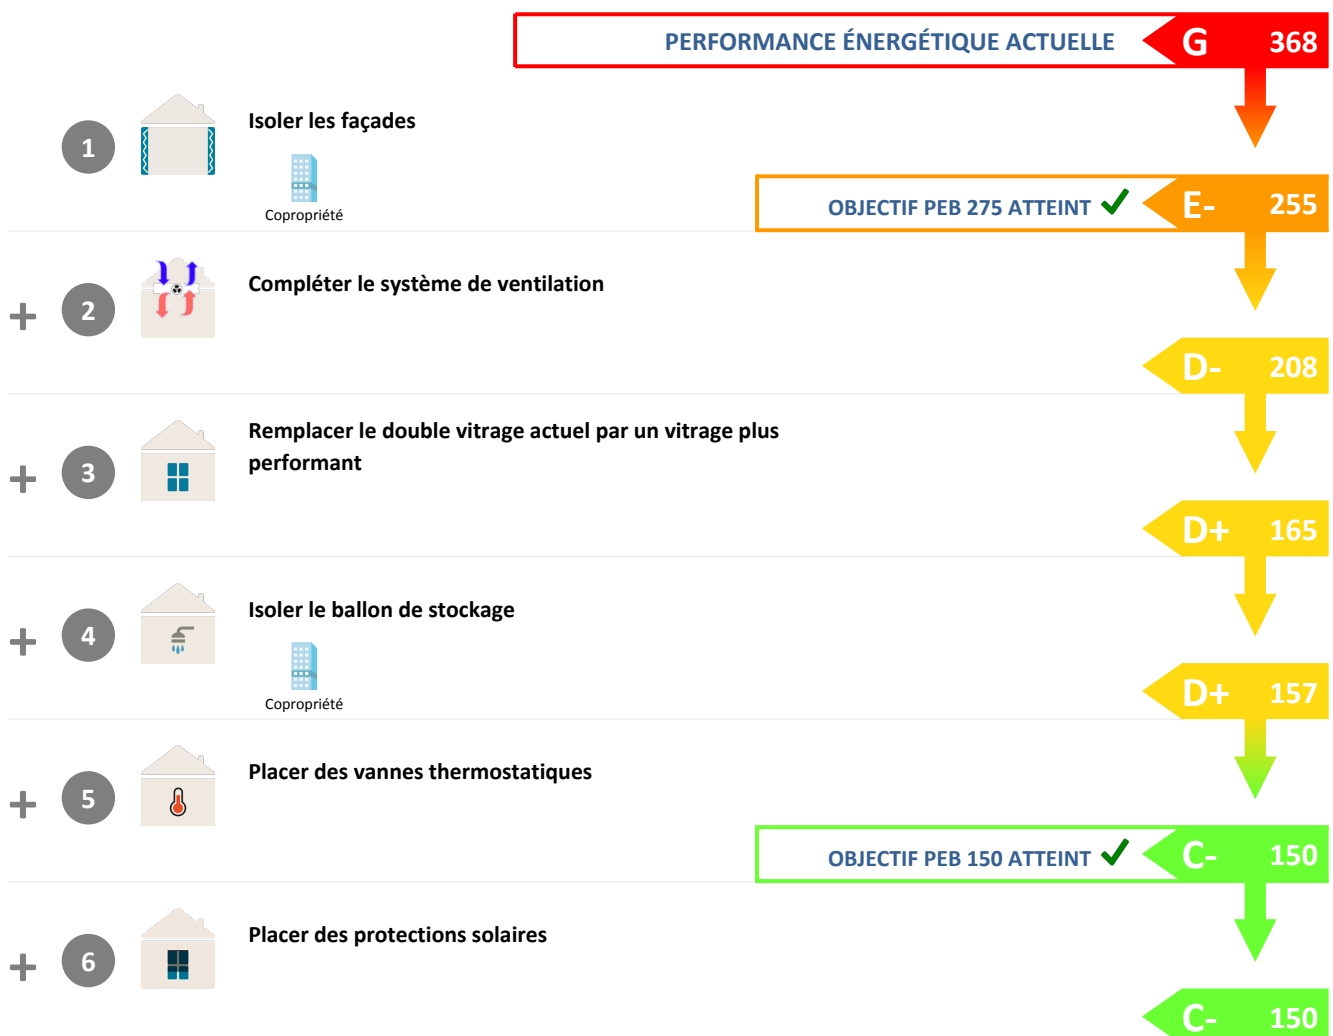 PERFORMANCE ÉNERGÉTIQUE ACTUELLE G 368
1 Isoler les façades
Copropriété
OBJECTIF PEB 275 ATTEINT E- 255
+ 2 Compléter le système de ventilation
D- 208
+ 3 Remplacer le double vitrage actuel par un vitrage plus
performant
D+ 165
+ 4 Isoler le ballon de stockage
Copropriété
D+ 157
+ 5 Placer des vannes thermostatiques
OBJECTIF PEB 150 ATTEINT C- 150
+ 6 Placer des protections solaires
C- 150